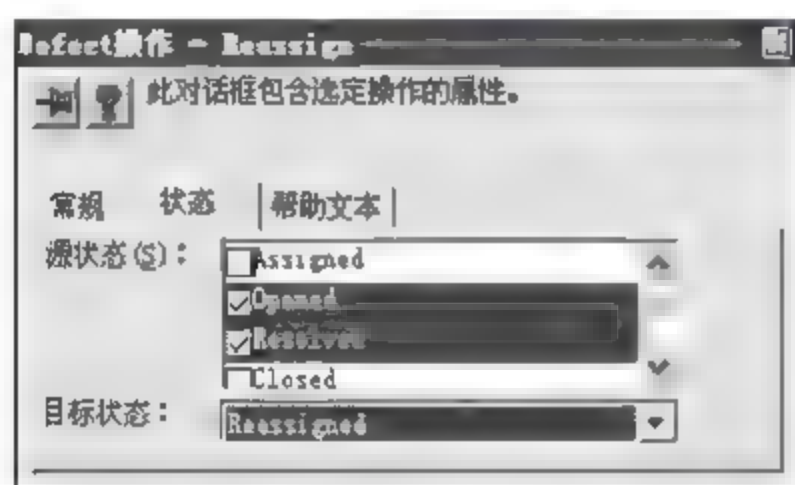 Defect操作 - Reassign
此对话框包含选定操作的属性。
常规 状态 帮助文本
源状态(S):
Assigned
Opened
Resolved
Closed
目标状态:
Reassigned